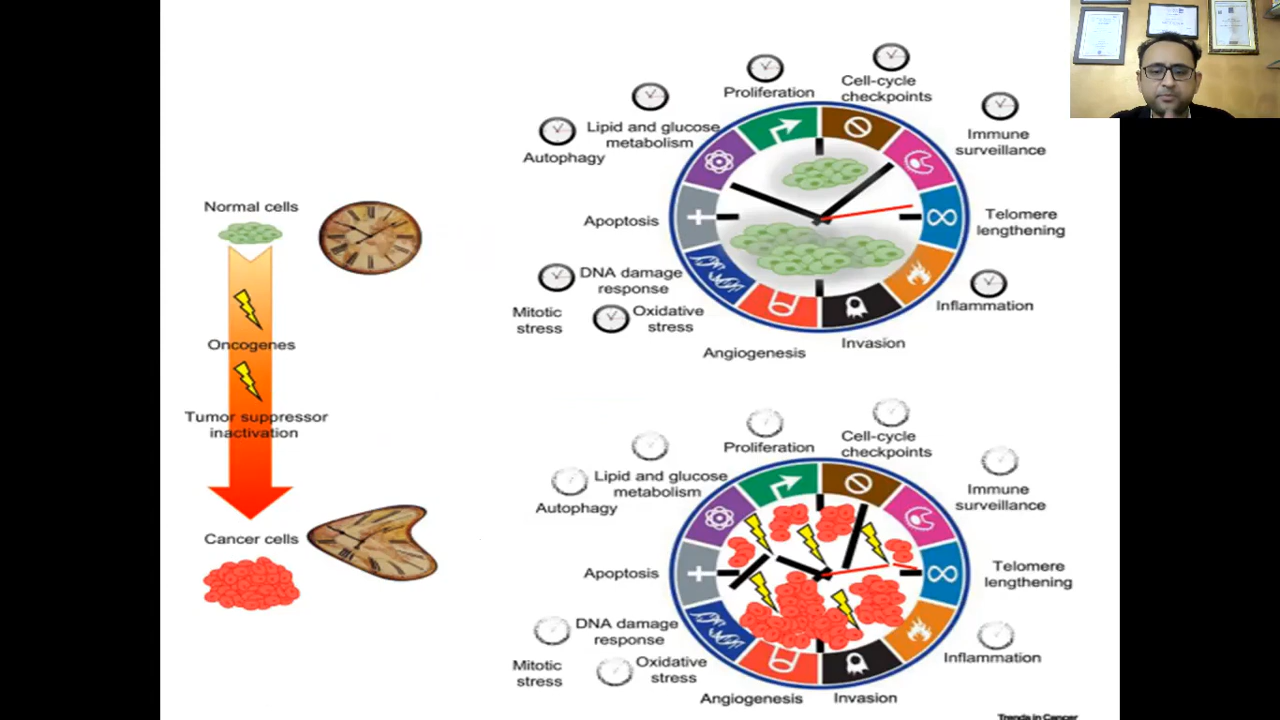 Normal cells
Oncogenes
Tumor suppressor
inactivation
Cancer cells
Proliferation
Cell-cycle
checkpoints
Lipid and glucose
metabolism
Autophagy
Immune
surveillance
Apoptosis
Telomere
lengthening
DNA damage
response
Mitotic
stress
Oxidative
stress
Inflammation
Angiogenesis
Invasion
Proliferation
Cell-cycle
checkpoints
Lipid and glucose
metabolism
Autophagy
Immune
surveillance
Apoptosis
Telomere
lengthening
DNA damage
response
Mitotic
stress
Oxidative
stress
Inflammation
Angiogenesis
Invasion
Trends in Cancer